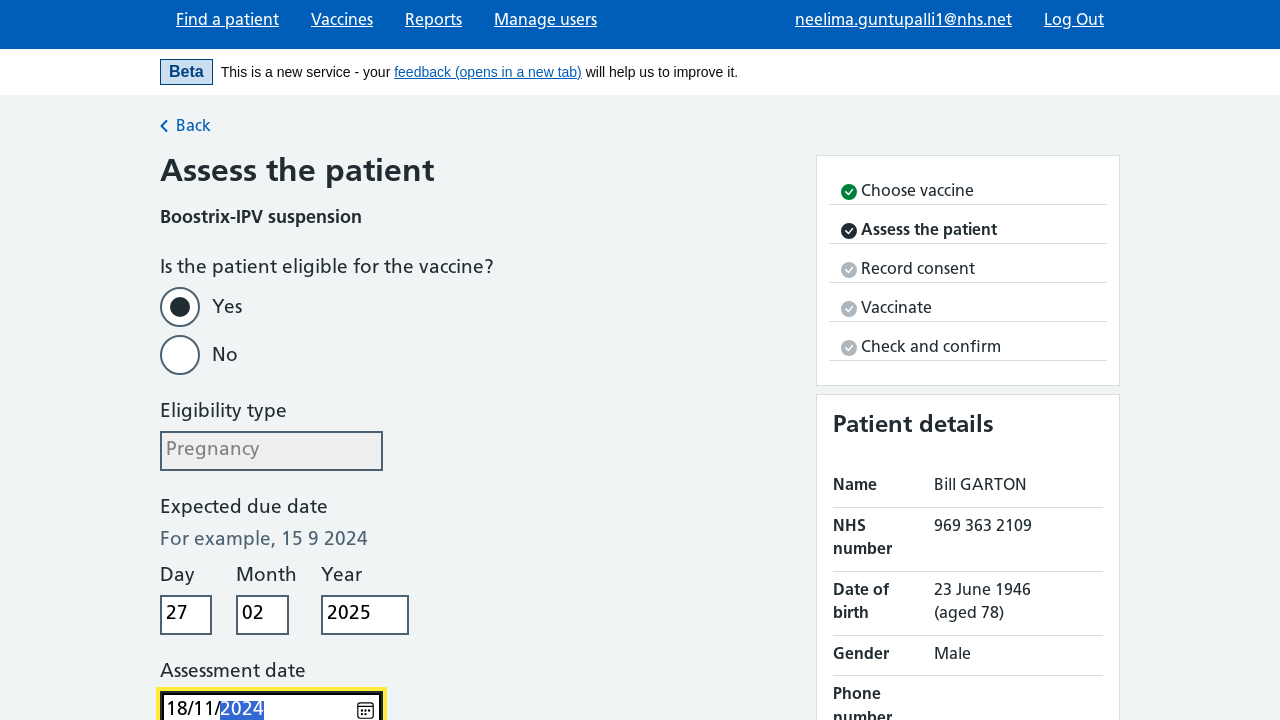 Find a patient Vaccines Reports Manage users neelima.guntupalli1@nhs.net Log Out
Beta This is a new service - your feedback (opens in a new tab) will help us to improve it.
Back
Assess the patient
Boostrix-IPV suspension
Is the patient eligible for the vaccine?
Yes
No
Eligibility type
Pregnancy
Expected due date
For example, 15 9 2024
Day Month Year
27 02 2025
Assessment date
18/11/2024
Choose vaccine
Assess the patient
Record consent
Vaccinate
Check and confirm
Patient details
Name Bill GARTON
NHS 969 363 2109
number
Date of 23 June 1946
birth (aged 78)
Gender Male
Phone
number